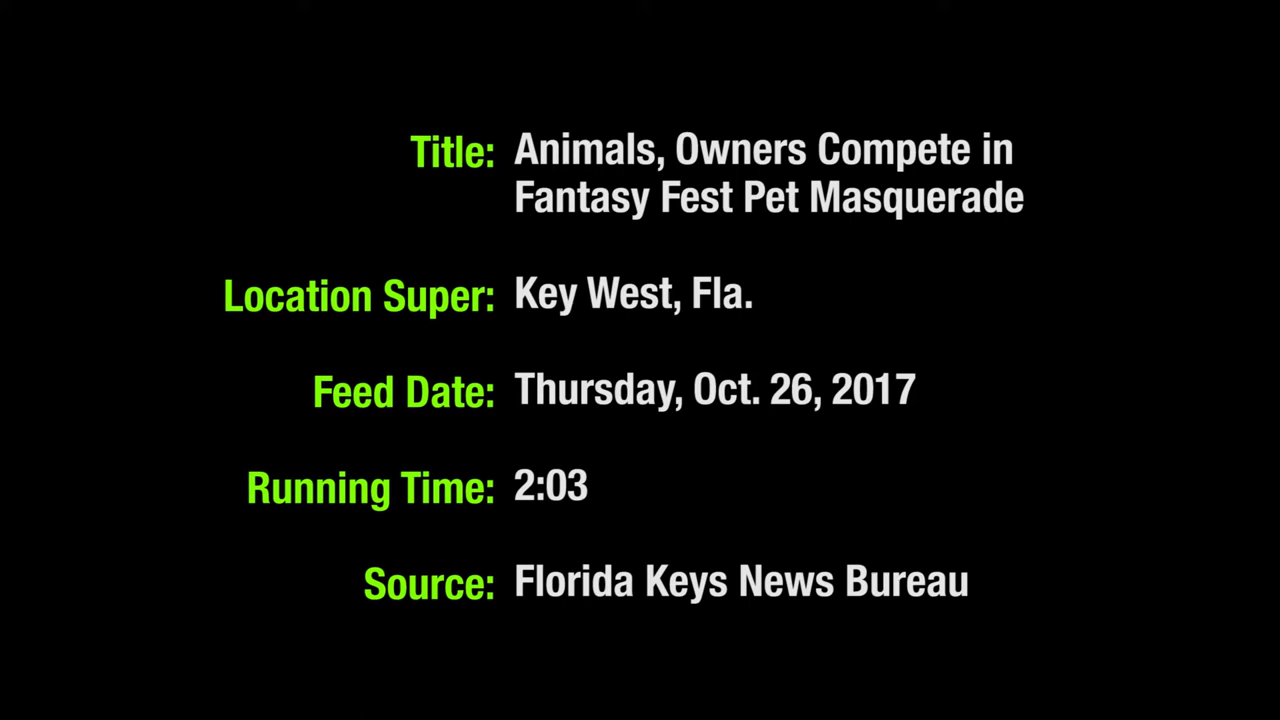 Title: Animals, Owners Compete in
Fantasy Fest Pet Masquerade
Location Super: Key West, Fla.
Feed Date: Thursday, Oct. 26, 2017
Running Time: 2:03
Source: Florida Keys News Bureau